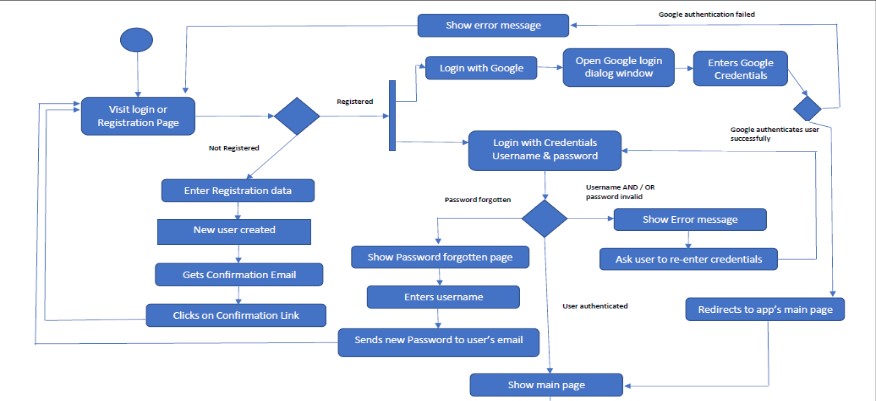 Google authentication failed
Show error message
Login with Google
Open Google login
dialog window
Enters Google
Credentials
Visit login or
Registration Page
Registered
Google authenticates user
successfully
Not Registered
Login with Credentials
Username & password
Enter Registration data
Password forgotten
Username AND / OR
password invalid
New user created
Show Error message
Show Password forgotten page
Ask user to re-enter credentials
Gets Confirmation Email
Enters username
Clicks on Confirmation Link
User authenticated
Redirects to app's main page
Sends new Password to user's email
Show main page